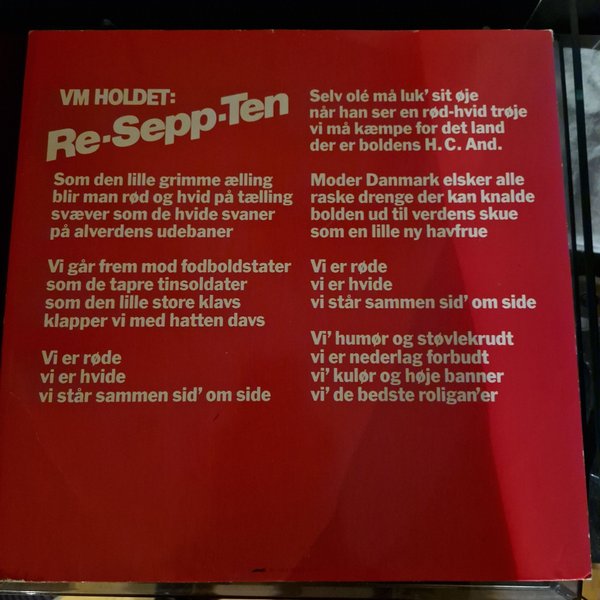 VM HOLDET:
Re-Sepp-Ten
Som den lille grimme ælling
blir man rød og hvid på tælling
svæver som de hvide svaner
på alverdens udebaner
Vi går frem mod fodboldstater
som de tapre tinsoldater
som den lille store klavs
klapper vi med hatten davs
Vi er røde
vi er hvide
vi står sammen sid' om side
Selv olé må luk' sit øje
når han ser en rød-hvid trøje
vi må kæmpe for det land
der er boldens H. C. And.
Moder Danmark elsker alle
raske drenge der kan knalde
bolden ud til verdens skue
som en lille ny havfrue
Vi er røde
vi er hvide
vi står sammen sid' om side
Vi' humør og støvlekrudt
vi er nederlag forbudt
vi' kulør og høje banner
vi' de bedste roligan'er